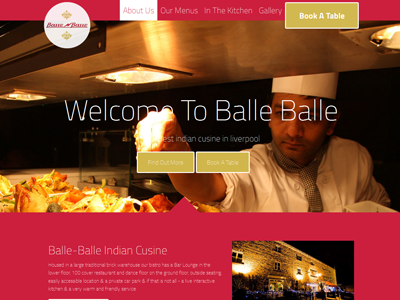 Balle Balle
About Us
Our Menus
In The Kitchen
Gallery
Book A Table
Welcome To Balle Balle
est indian cusine in liverpool
Find Out More
Book A Table
Balle-Balle Indian Cusine
Housed in a large traditional brick warehouse our bistro has a Bar Lounge in the
lower floor, 100 cover restaurant and dance floor on the ground floor, outside seating,
easily accessible location & a private car park & if that is not all - a live interactive
kitchen & a very warm and friendly service